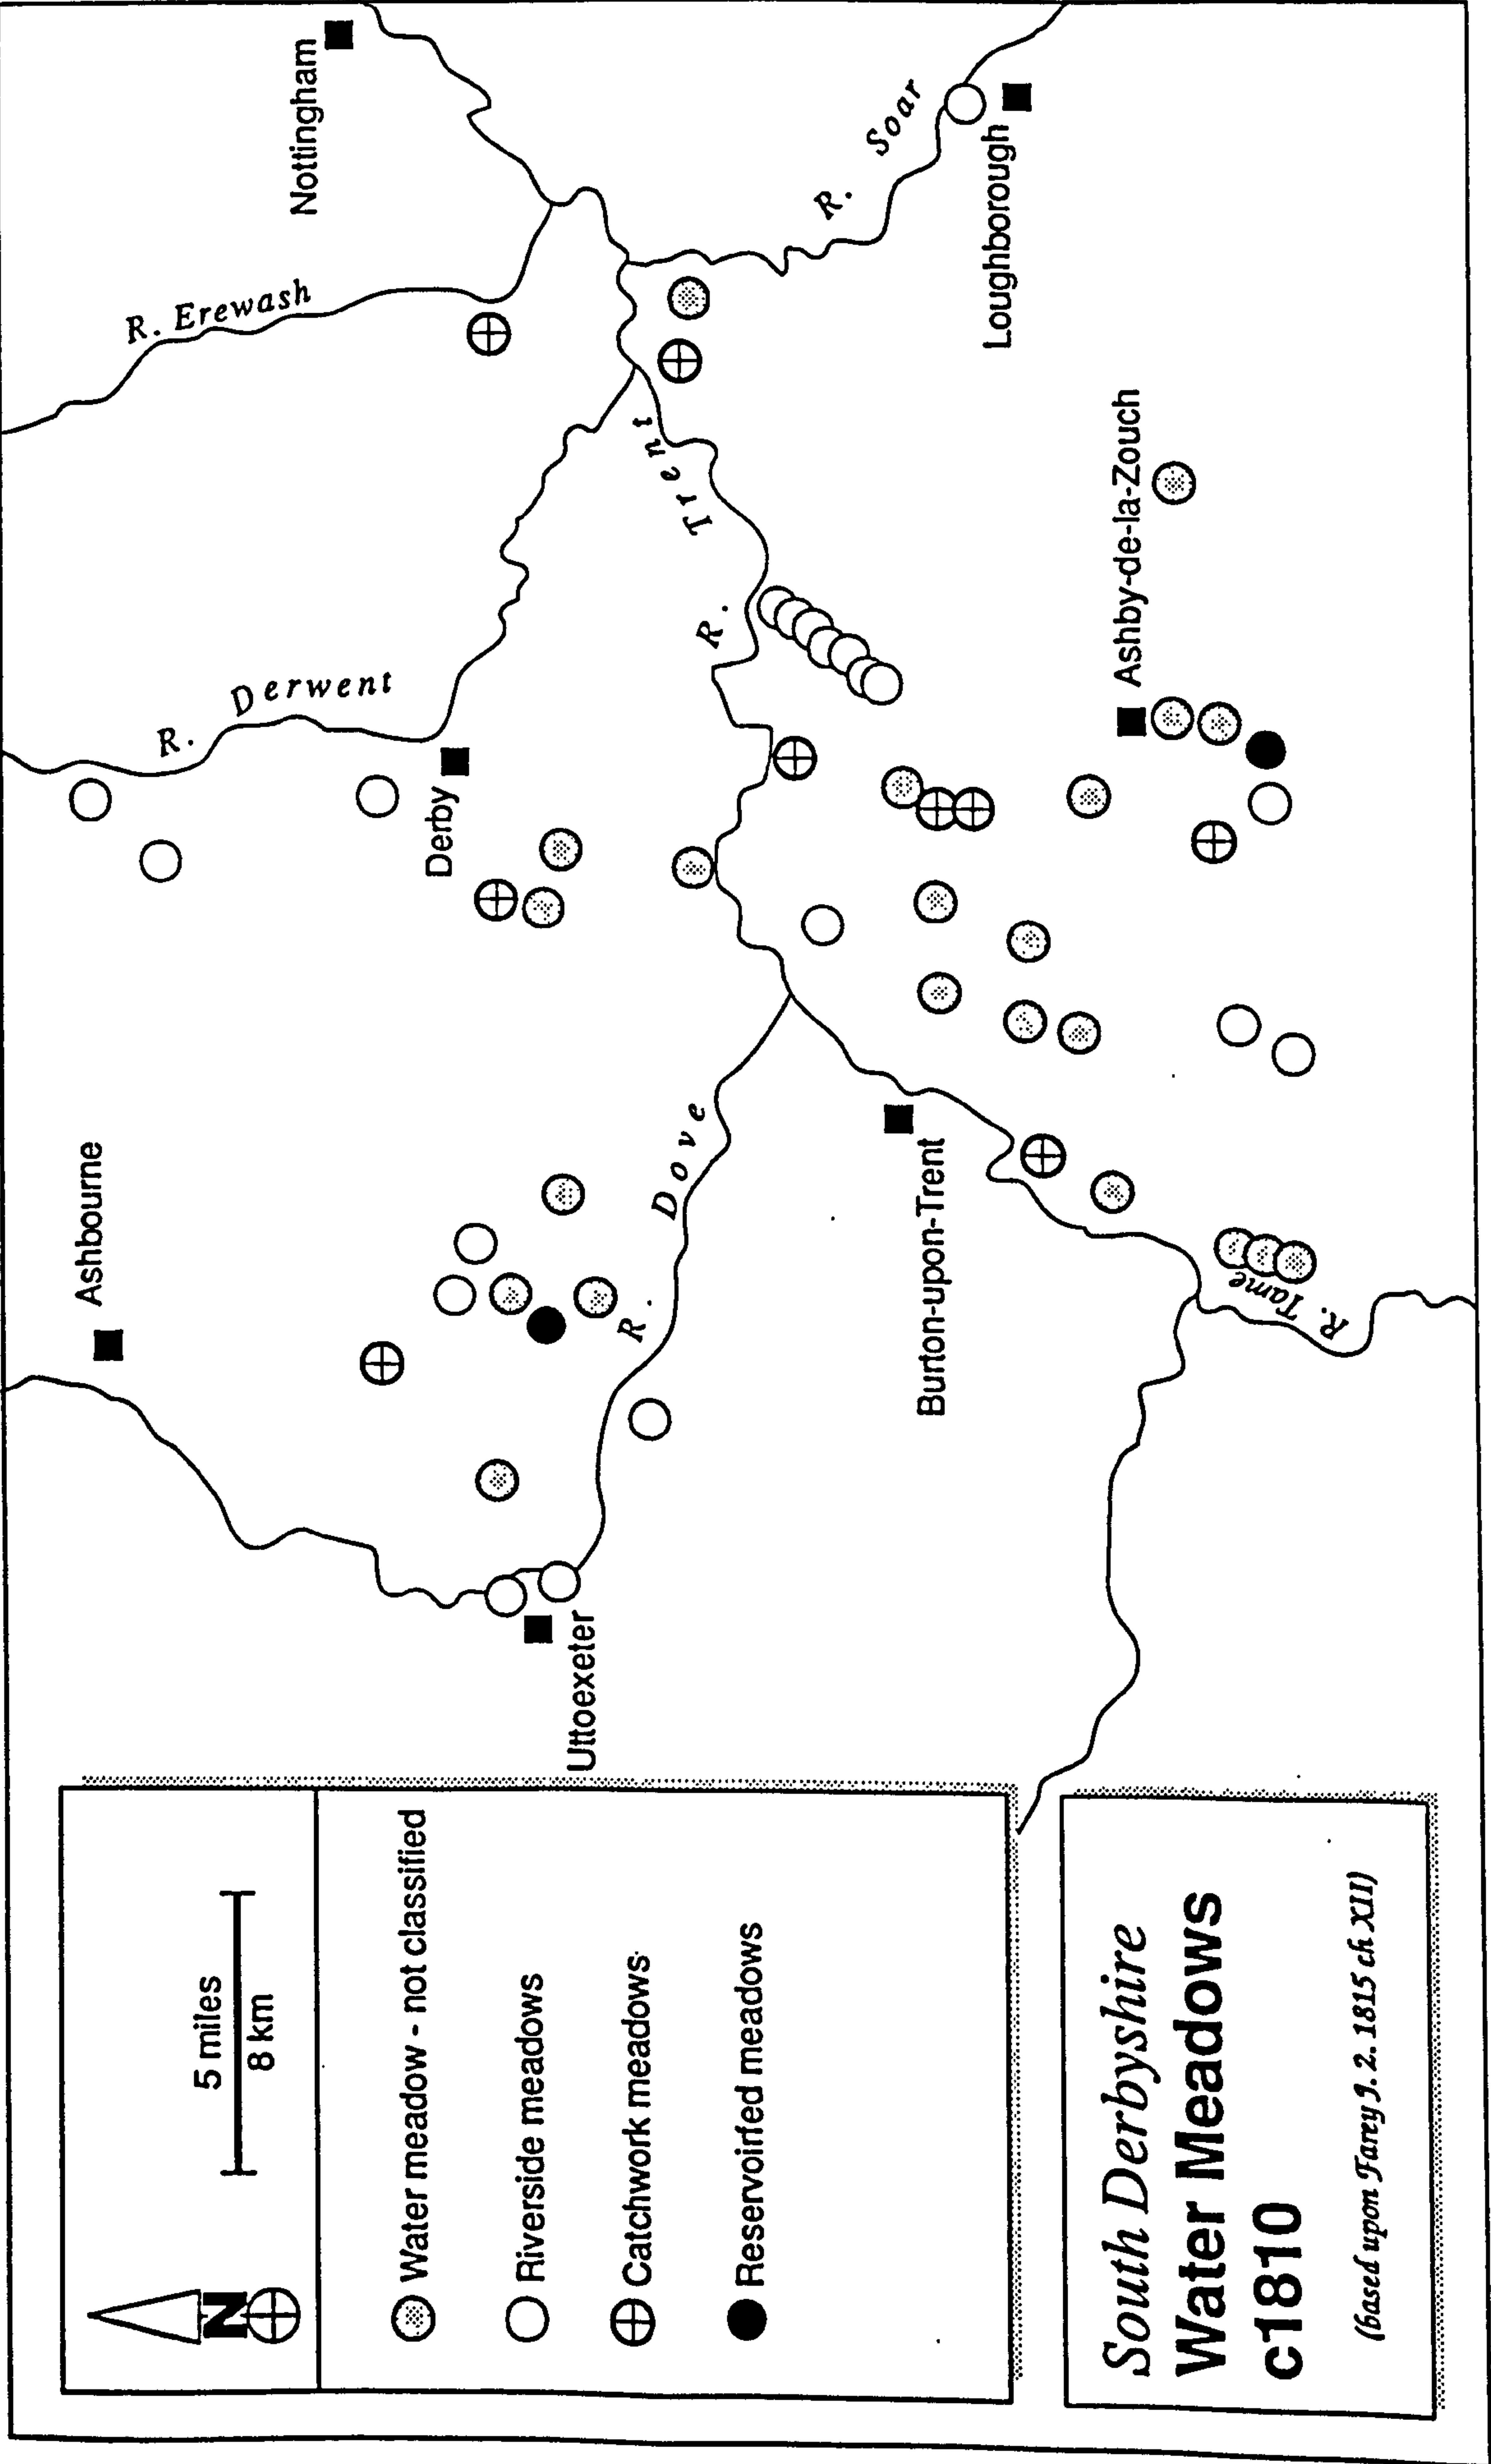 5 miles
8 km
N
Water meadow - not classified
Riverside meadows
Catchwork meadows
Reservoirfed meadows
South Derbyshire
Water Meadows
c1810
(based upon Farey J. 2. 1815 ch XII)
Ashbourne
Uttoexeter
R. Dove
Burton-upon-Trent
R. Tame
Derby
R. Derwent
R. Trent
Ashby-de-la-Zouch
R. Erewash
Nottingham
R. Soar
Loughborough